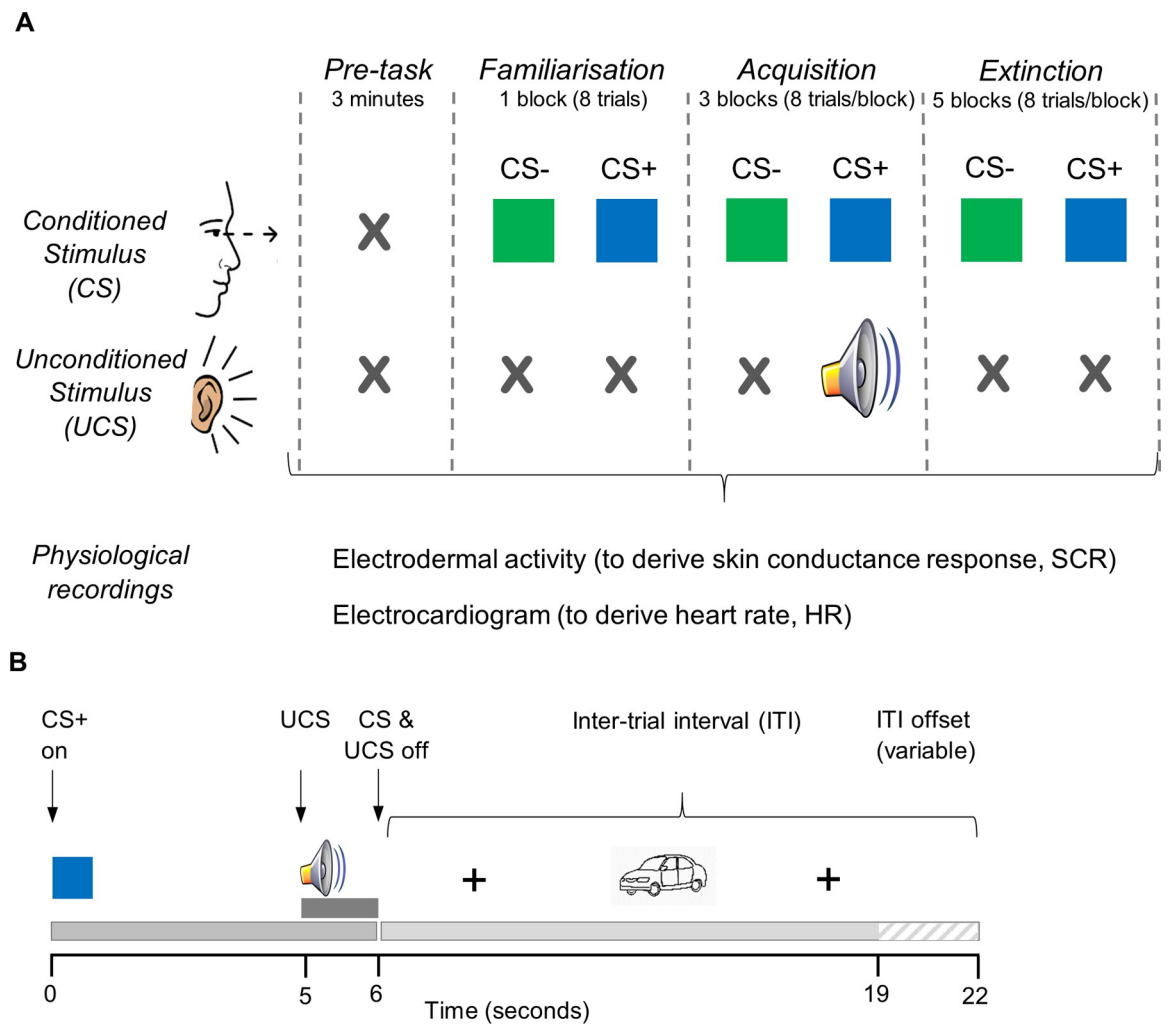 A
Pre-task
3 minutes
Familiarisation
1 block (8 trials)
Acquisition
3 blocks (8 trials/block)
Extinction
5 blocks (8 trials/block)
CS- CS+ CS- CS+ CS- CS+
Conditioned
Stimulus
(CS)
Unconditioned
Stimulus
(UCS)
Physiological
recordings
Electrodermal activity (to derive skin conductance response, SCR)
Electrocardiogram (to derive heart rate, HR)
B
CS+
on
UCS
CS &
UCS off
Inter-trial interval (ITI)
ITI offset
(variable)
0 5 6 19 22
Time (seconds)